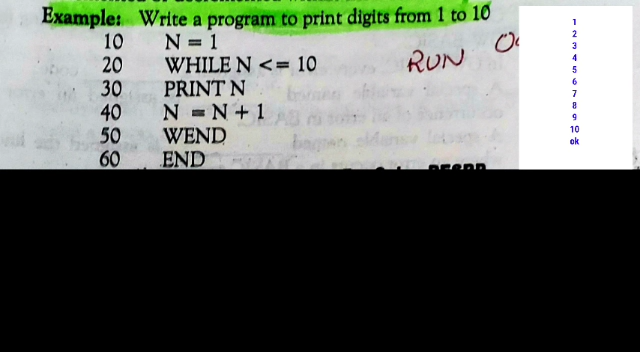 Example: Write a program to print digits from 1 to 10
10 N = 1
20 WHILE N <= 10
30 PRINT N
40 N = N + 1
50 WEND
60 END
RUN
1
2
3
4
5
6
7
8
9
10
ok